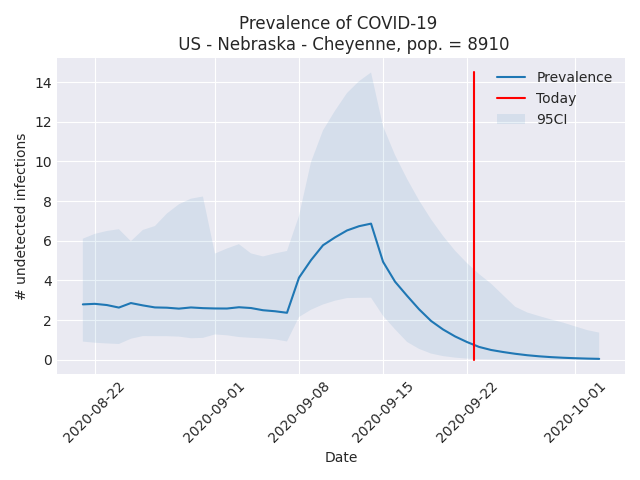 Prevalence of COVID-19
US - Nebraska - Cheyenne, pop. = 8910
14
12
10
8
6
4
2
0
# undetected infections
Prevalence
Today
95CI
2020-08-22
2020-09-01
2020-09-08
2020-09-15
2020-09-22
2020-10-01
Date